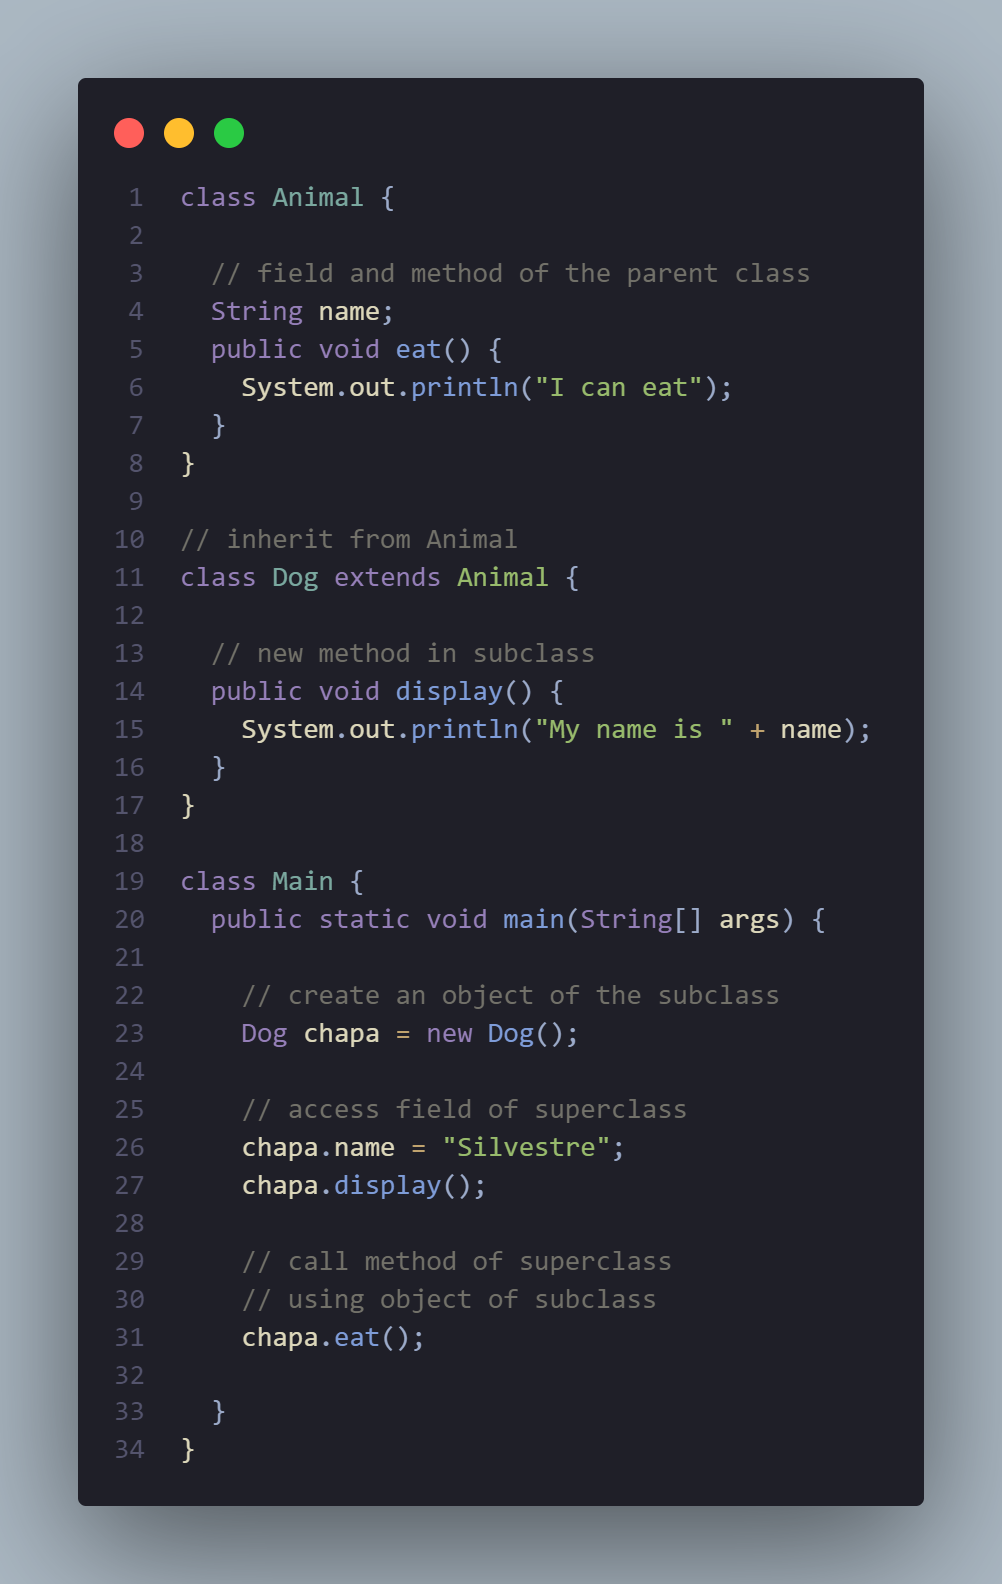 1 class Animal {
2
3   // field and method of the parent class
4   String name;
5   public void eat() {
6     System.out.println("I can eat");
7   }
8 }
9
10 // inherit from Animal
11 class Dog extends Animal {
12
13   // new method in subclass
14   public void display() {
15     System.out.println("My name is " + name);
16   }
17 }
18
19 class Main {
20   public static void main(String[] args) {
21
22     // create an object of the subclass
23     Dog chapa = new Dog();
24
25     // access field of superclass
26     chapa.name = "Silvestre";
27     chapa.display();
28
29     // call method of superclass
30     // using object of subclass
31     chapa.eat();
32
33   }
34 }